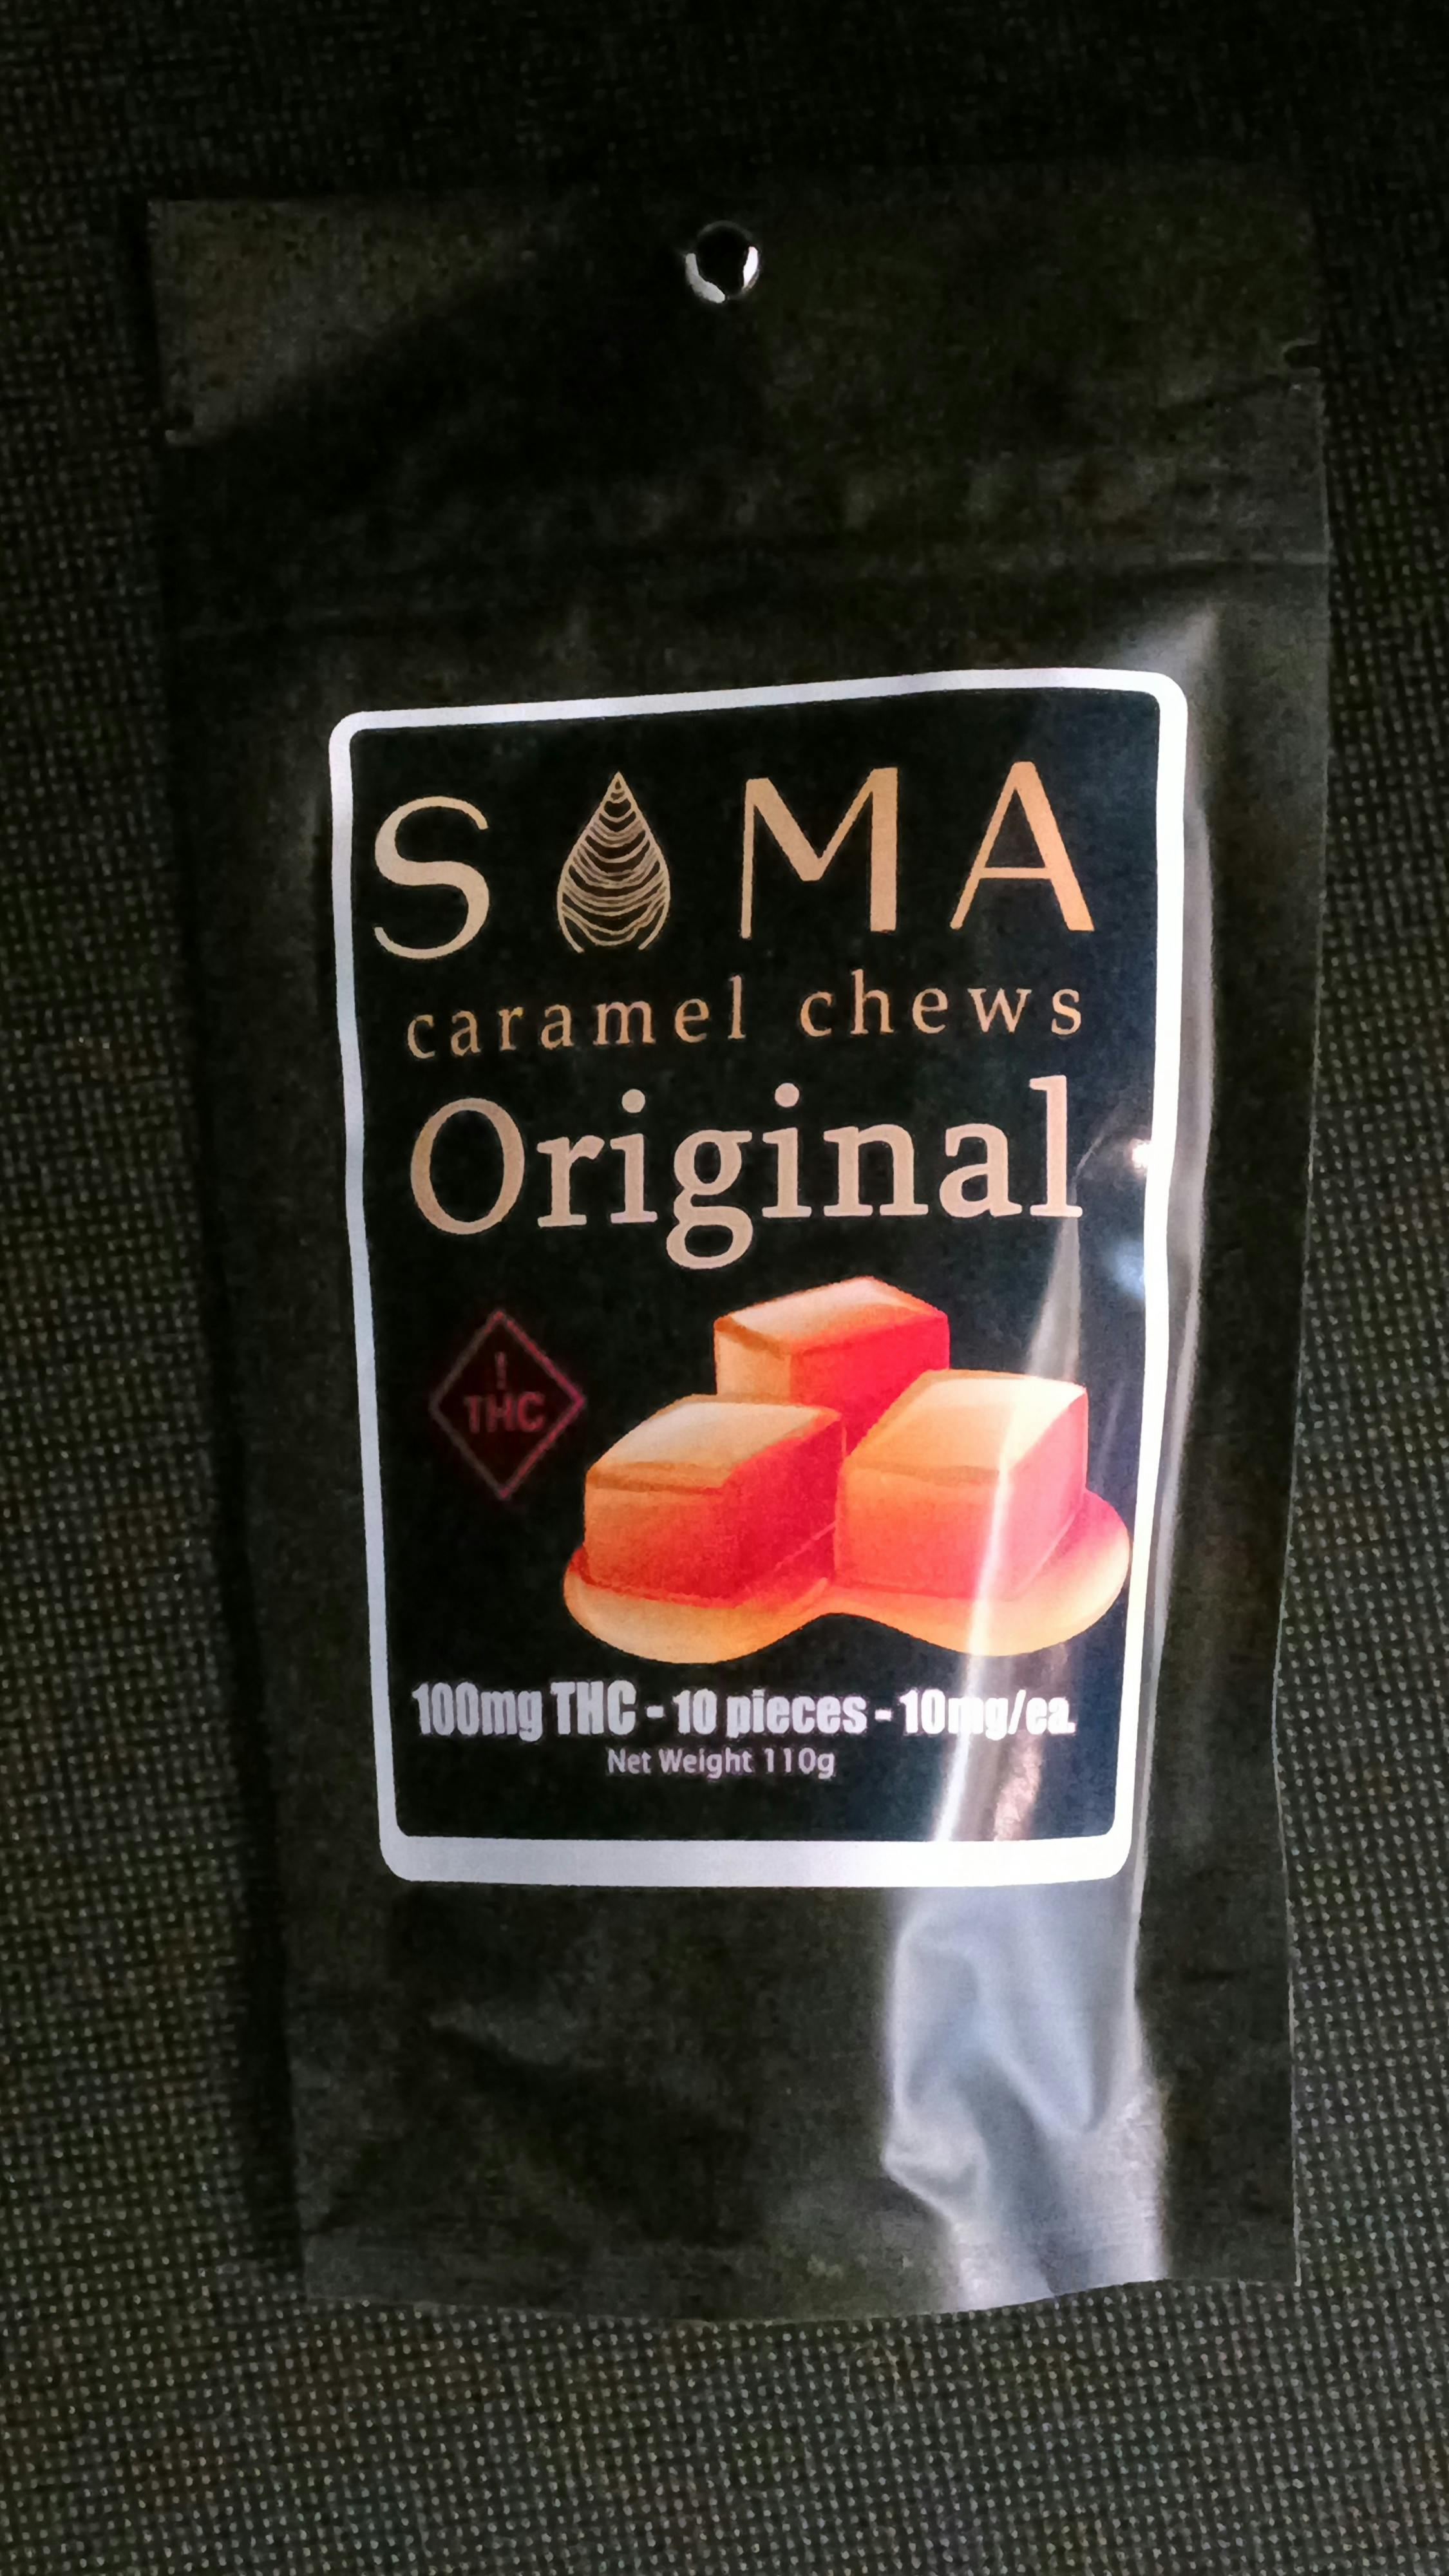 SOMA
caramel chews
Original
!
THC
100mg THC - 10 pieces - 10mg/ea.
Net Weight 110g